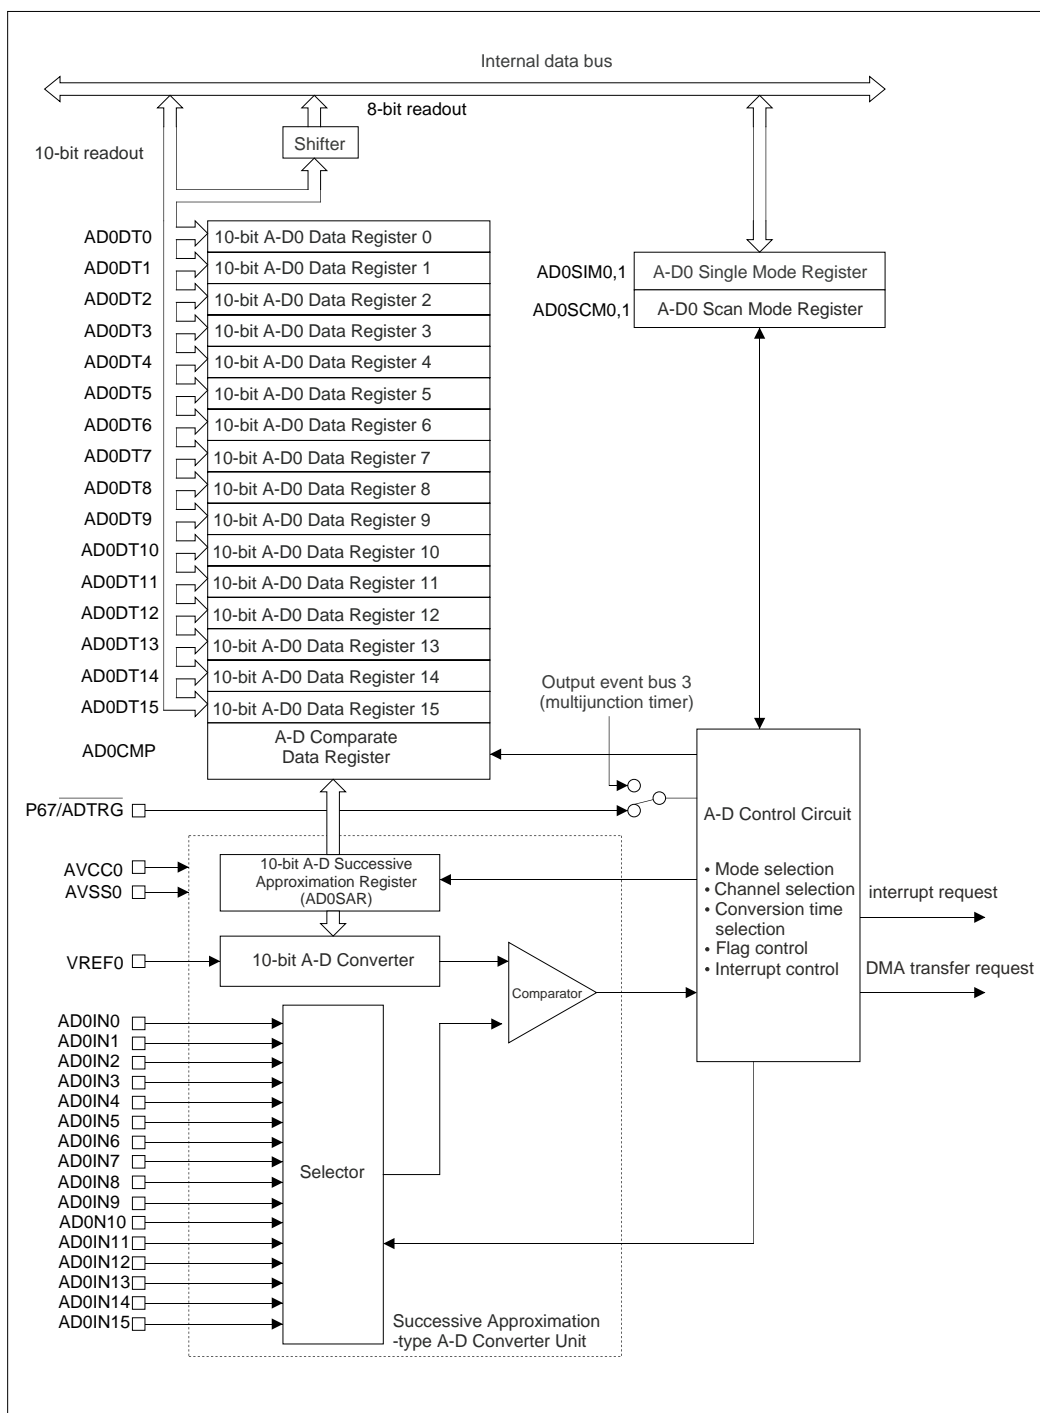 Internal data bus
8-bit readout
Shifter
10-bit readout
AD0DT0
10-bit A-D0 Data Register 0
AD0DT1
10-bit A-D0 Data Register 1
AD0DT2
10-bit A-D0 Data Register 2
AD0DT3
10-bit A-D0 Data Register 3
AD0DT4
10-bit A-D0 Data Register 4
AD0DT5
10-bit A-D0 Data Register 5
AD0DT6
10-bit A-D0 Data Register 6
AD0DT7
10-bit A-D0 Data Register 7
AD0DT8
10-bit A-D0 Data Register 8
AD0DT9
10-bit A-D0 Data Register 9
AD0DT10
10-bit A-D0 Data Register 10
AD0DT11
10-bit A-D0 Data Register 11
AD0DT12
10-bit A-D0 Data Register 12
AD0DT13
10-bit A-D0 Data Register 13
AD0DT14
10-bit A-D0 Data Register 14
AD0DT15
10-bit A-D0 Data Register 15
AD0CMP
A-D Comparate
Data Register
AD0SIM0,1
A-D0 Single Mode Register
AD0SCM0,1
A-D0 Scan Mode Register
Output event bus 3
(multijunction timer)
P67/ADTRG
A-D Control Circuit
• Mode selection
• Channel selection
• Conversion time
selection
• Flag control
• Interrupt control
interrupt request
DMA transfer request
AVCC0
AVSS0
10-bit A-D Successive
Approximation Register
(AD0SAR)
VREF0
10-bit A-D Converter
Comparator
AD0IN0
AD0IN1
AD0IN2
AD0IN3
AD0IN4
AD0IN5
AD0IN6
AD0IN7
AD0IN8
AD0IN9
AD0N10
AD0IN11
AD0IN12
AD0IN13
AD0IN14
AD0IN15
Selector
Successive Approximation
-type A-D Converter Unit